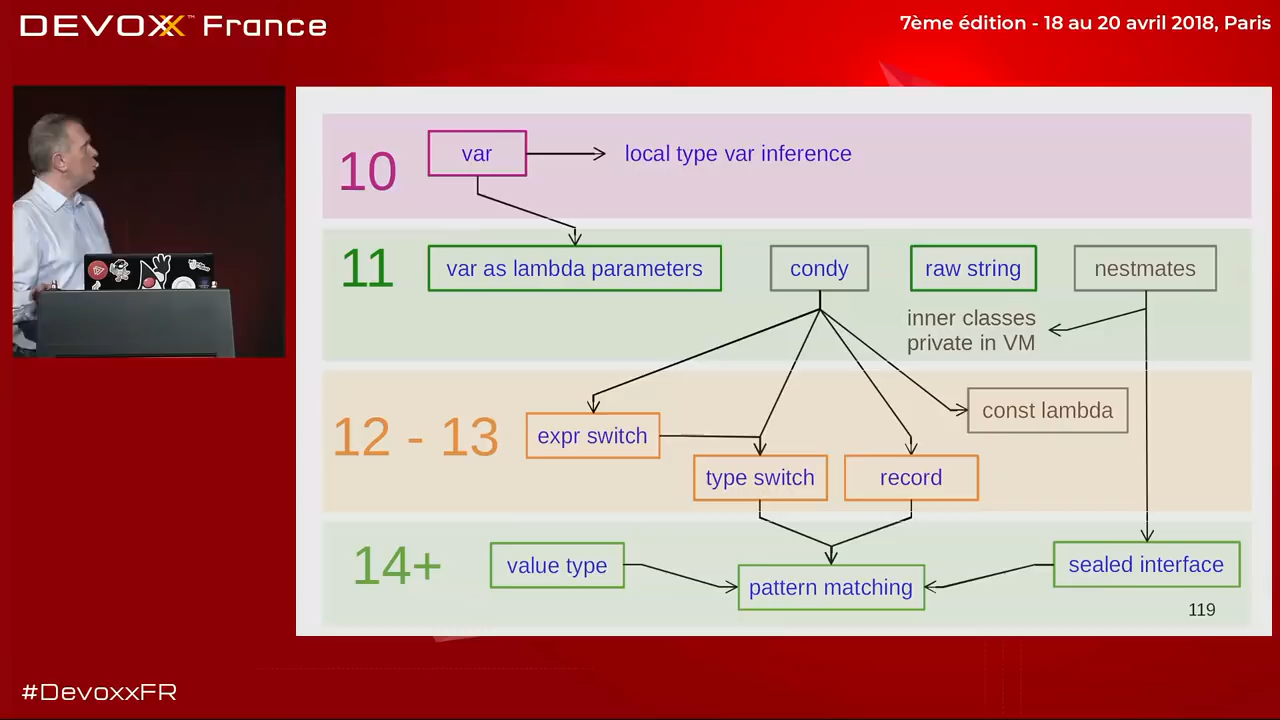 DEVOXX™ France
7ème édition - 18 au 20 avril 2018, Paris
10
var
local type var inference
11
var as lambda parameters
condy
raw string
nestmates
inner classes
private in VM
12 - 13
expr switch
type switch
record
const lambda
14+
value type
pattern matching
sealed interface
119
#DevoxxFR